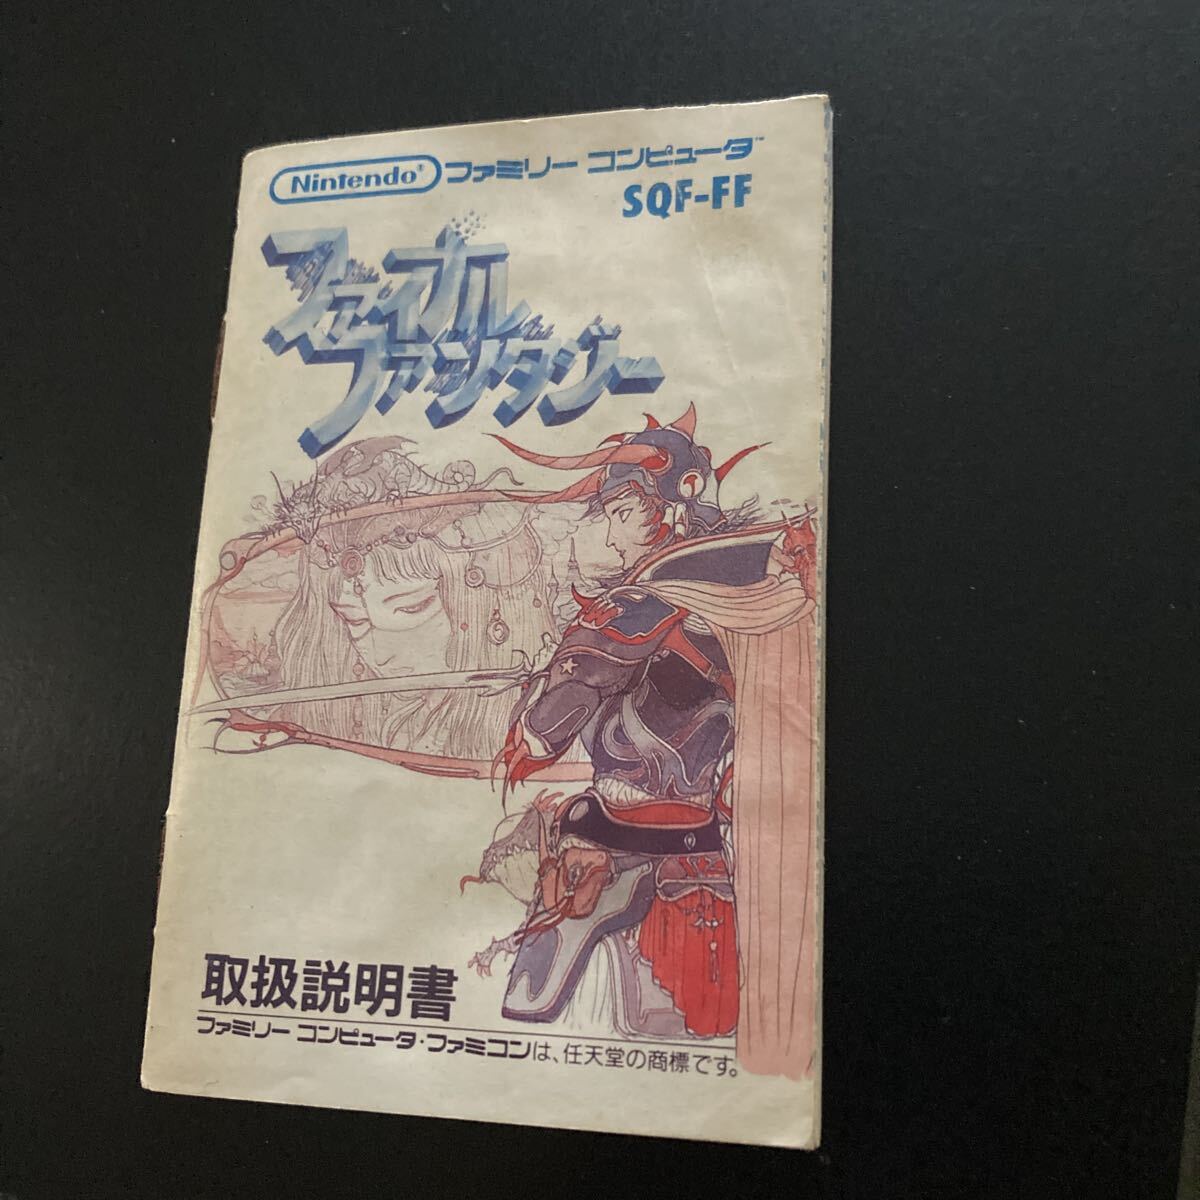 Nintendo® ファミリー コンピュータ™
SQF-FF
ファイナル
ファンタジー
取扱説明書
ファミリー コンピュータ・ファミコンは、任天堂の商標です。